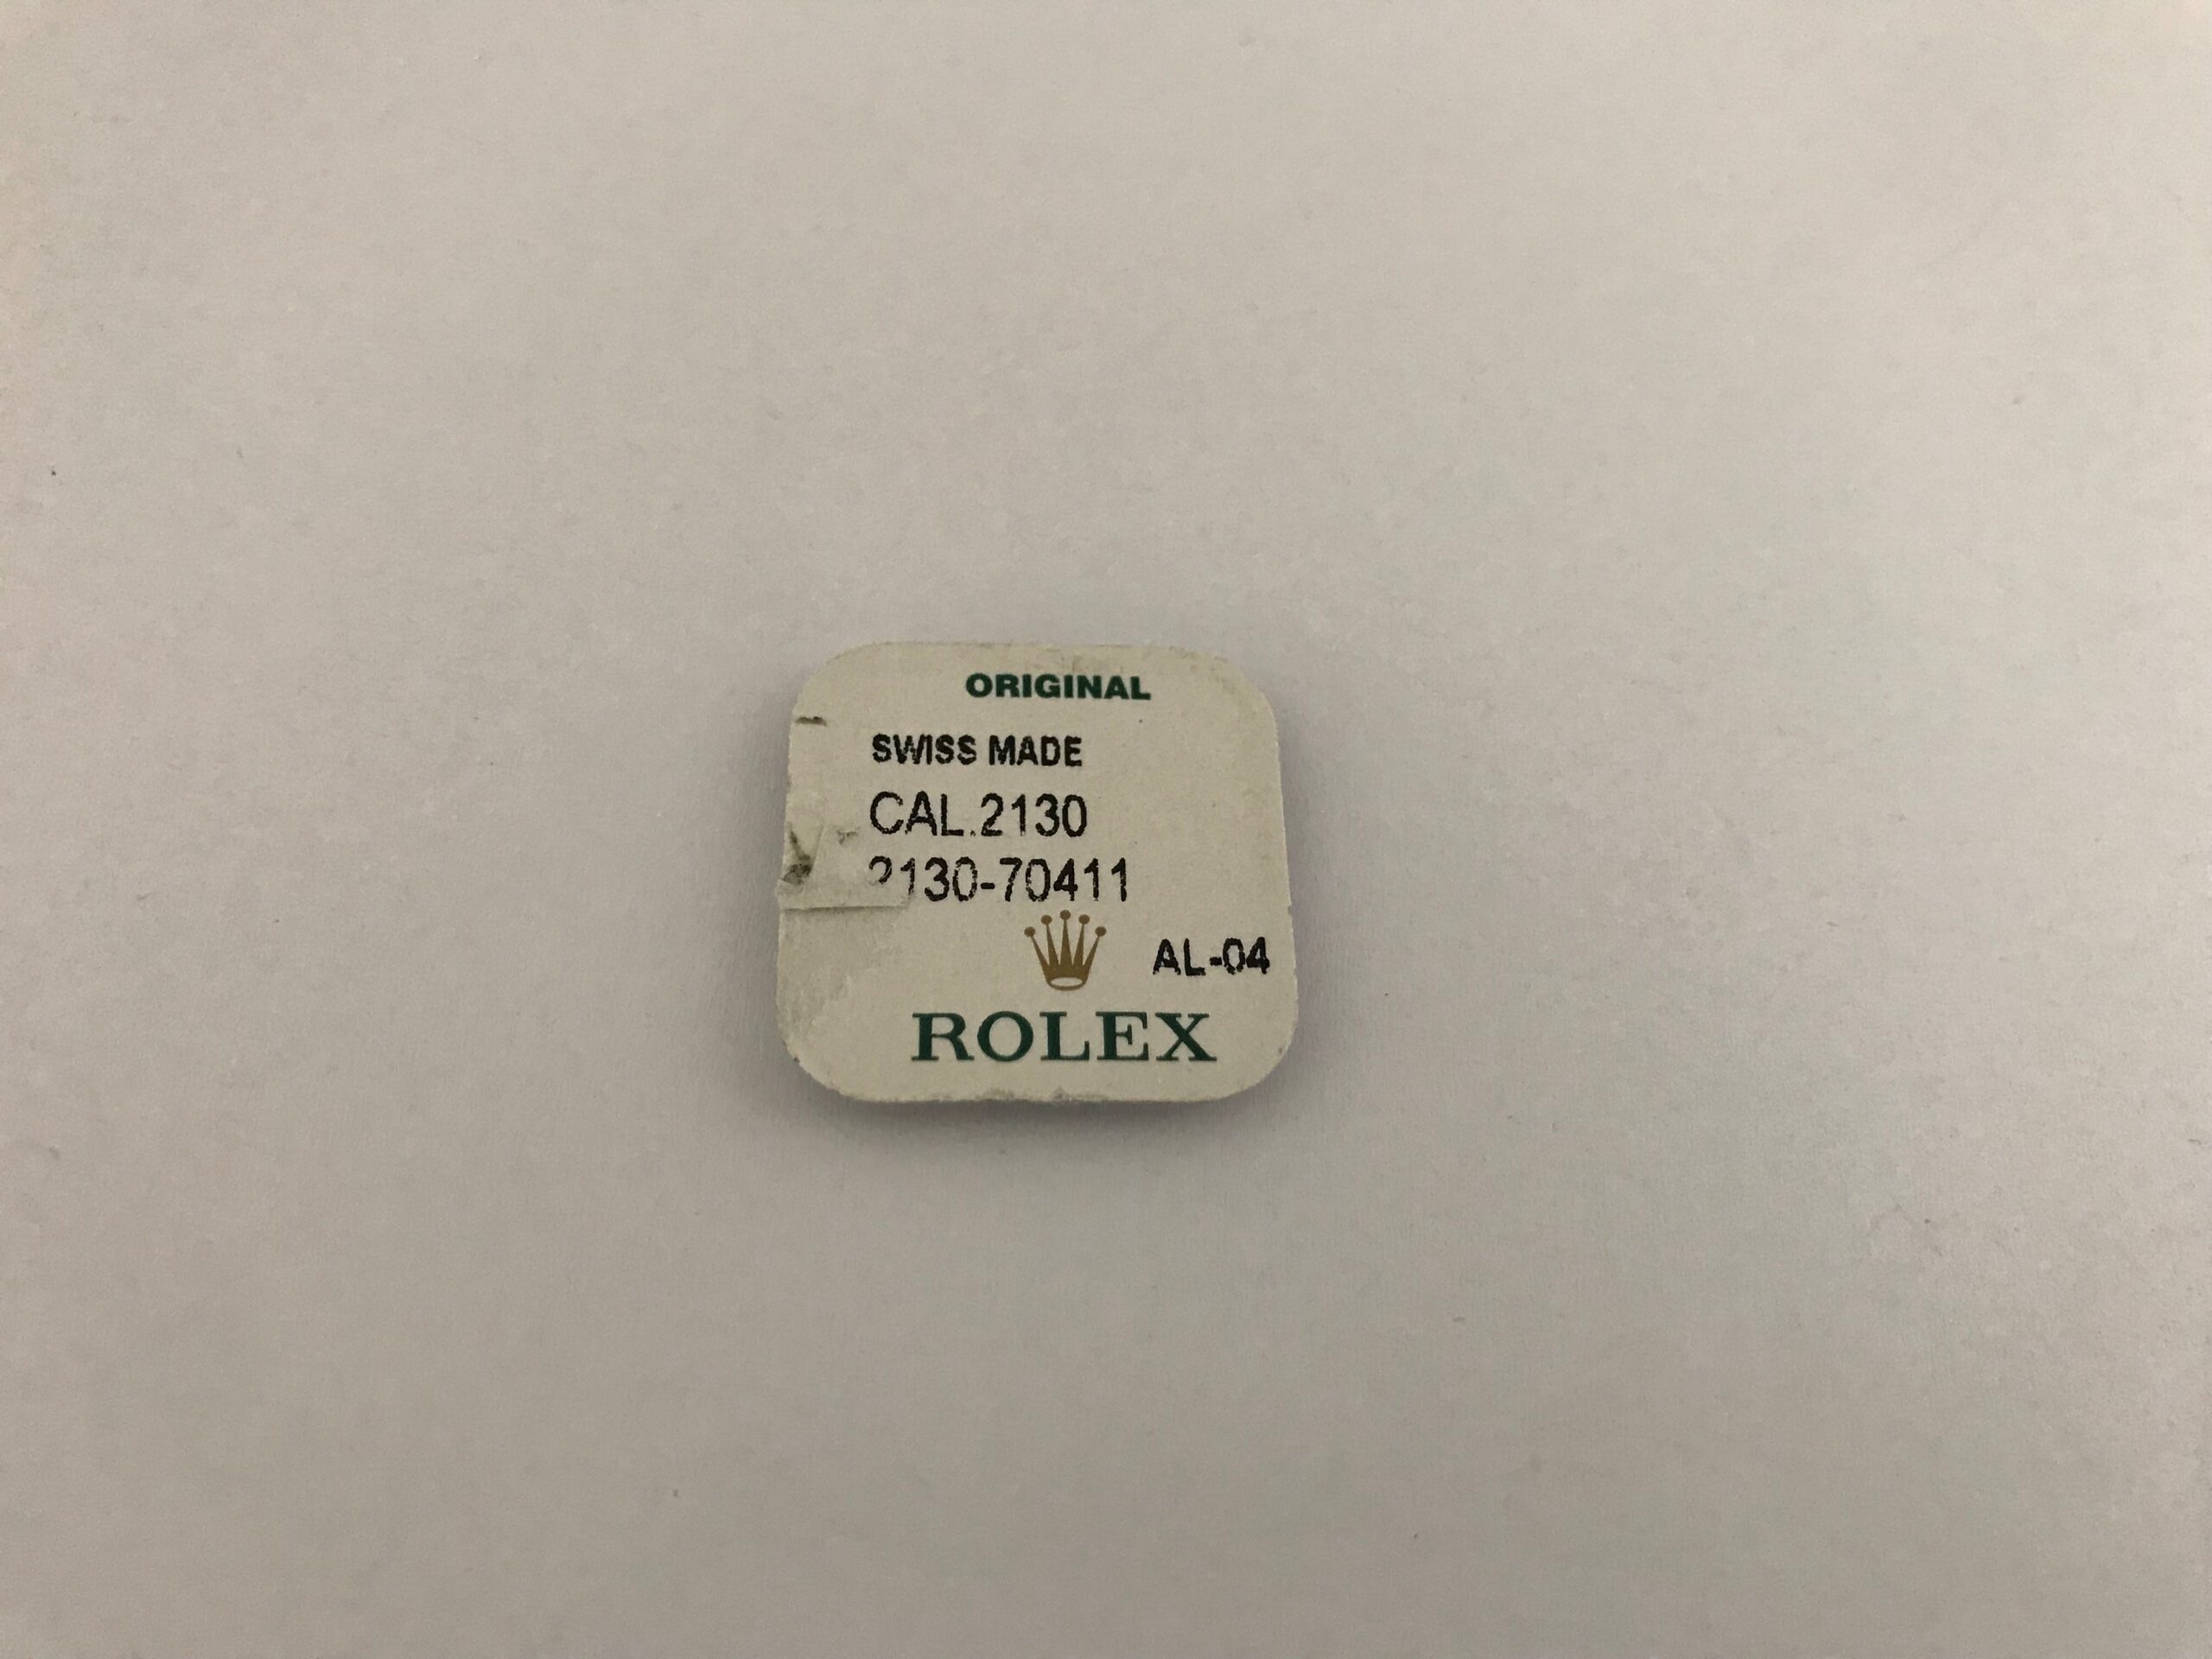 ORIGINAL
SWISS MADE
CAL.2130
2130-70411
AL-04
ROLEX